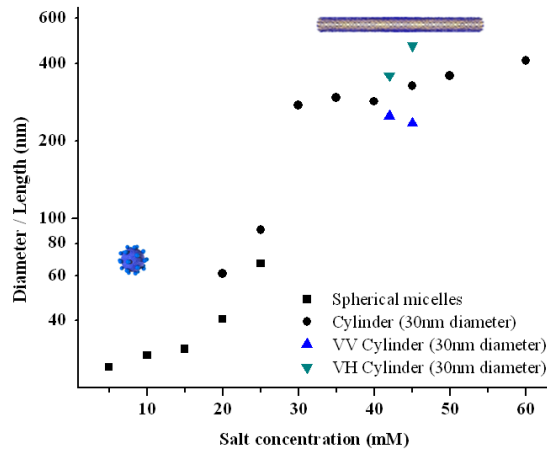 600
400
200
100
80
60
40
Diameter / Length (nm)
Spherical micelles
Cylinder (30nm diameter)
VV Cylinder (30nm diameter)
VH Cylinder (30nm diameter)
10 20 30 40 50 60
Salt concentration (mM)